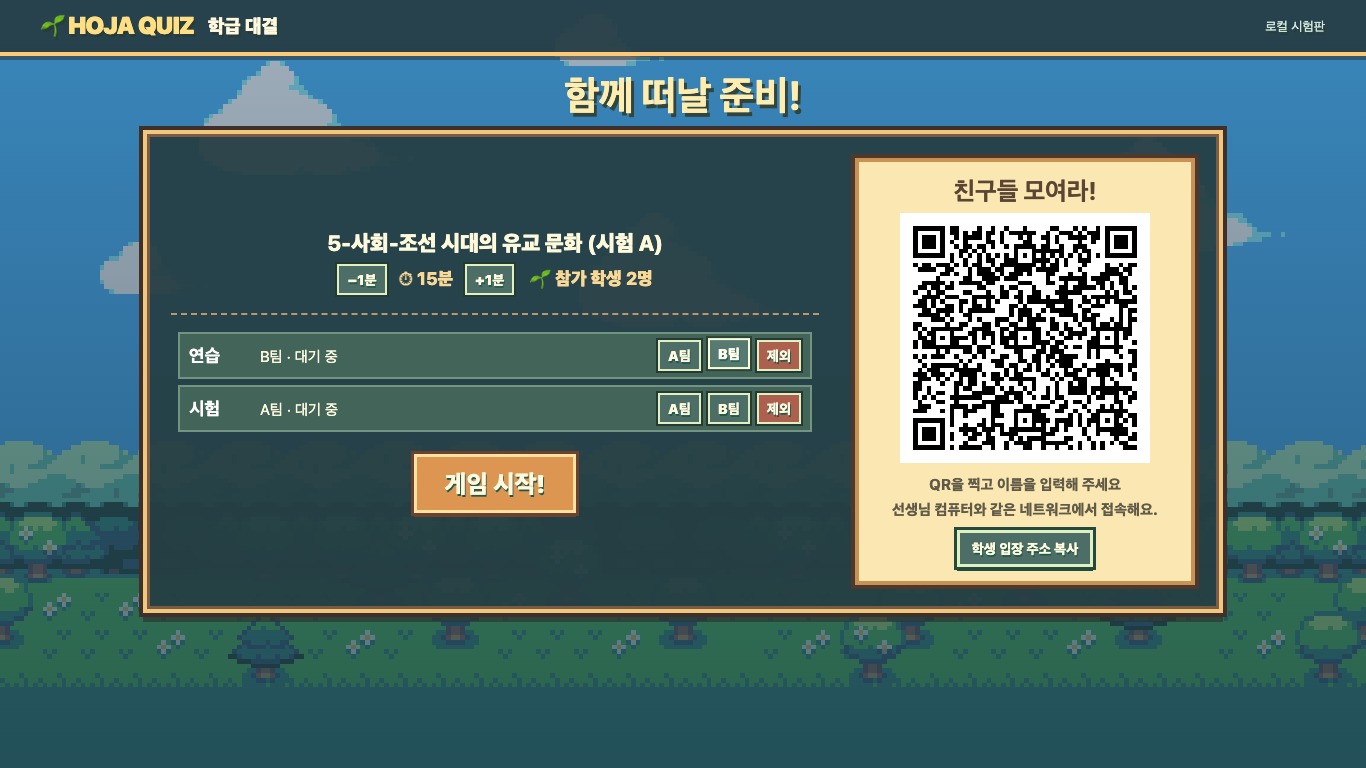 🌱 HOJA QUIZ 학급 대결
로컬 시험판
함께 떠날 준비!
5-사회-조선 시대의 유교 문화 (시험 A)
−1분 ⏱ 15분 +1분 🌱 참가 학생 2명
연습 B팀 · 대기 중 A팀 B팀 제외
시험 A팀 · 대기 중 A팀 B팀 제외
게임 시작!
친구들 모여라!
QR을 찍고 이름을 입력해 주세요
선생님 컴퓨터와 같은 네트워크에서 접속해요.
학생 입장 주소 복사